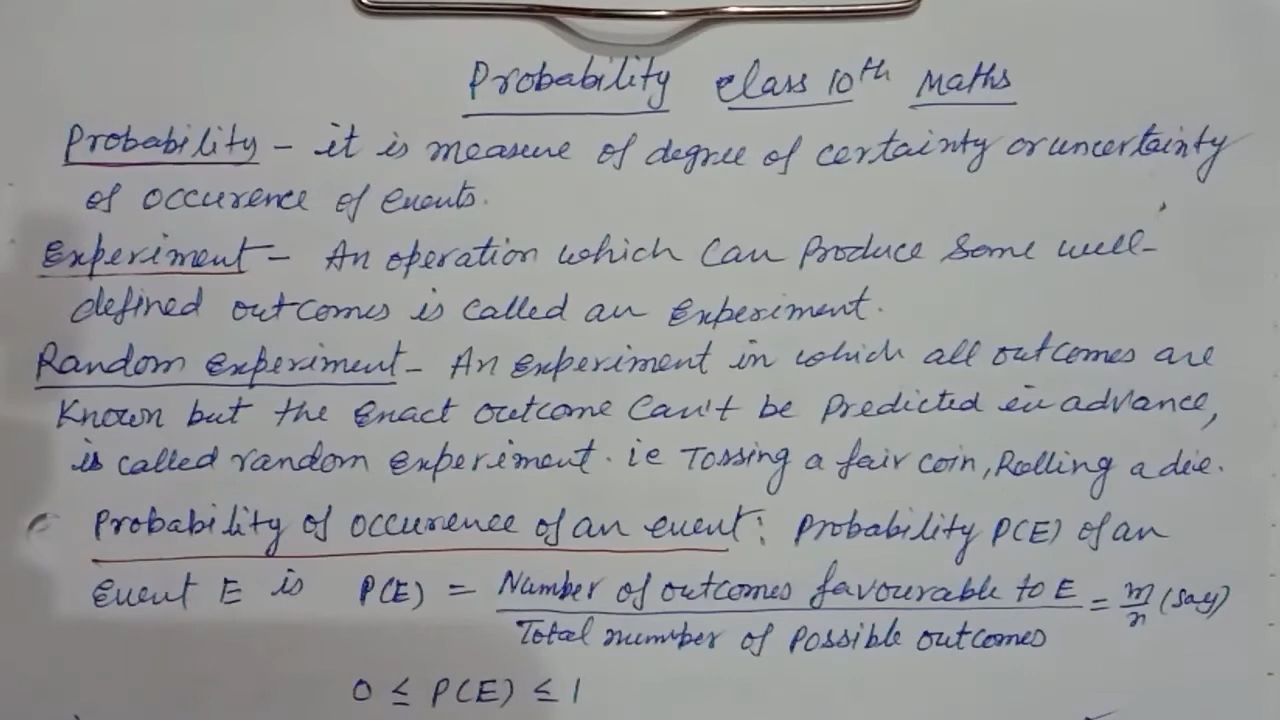 Probability class 10th Maths
Probability - it is measure of degree of certainty or uncertainty
of occurence of events.
Experiment - An operation which can produce some well-
defined outcomes is called an experiment.
Random experiment - An experiment in which all outcomes are
known but the exact outcome can't be predicted in advance,
is called random experiment. ie Tossing a fair coin, Rolling a die.
Probability of occurence of an event: Probability P(E) of an
event E is P(E) = Number of outcomes favourable to E / Total number of possible outcomes = m/n (say)
0 ≤ P(E) ≤ 1